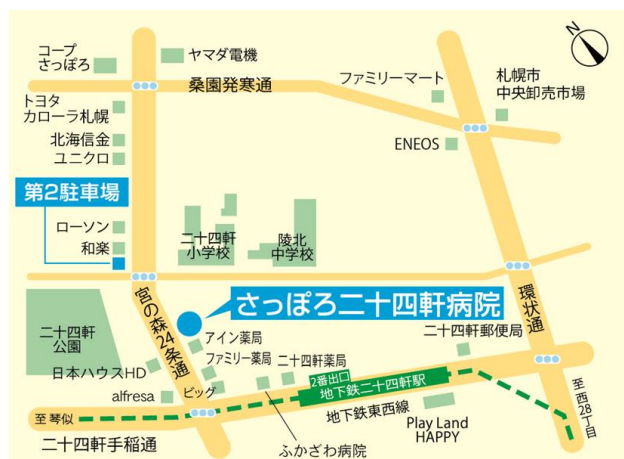 N
コープ
さっぽろ
ヤマダ電機
桑園発寒通
ファミリーマート
札幌市
中央卸売市場
トヨタ
カローラ札幌
北海信金
ユニクロ
ENEOS
第2駐車場
ローソン
和楽
二十四軒
小学校
陵北
中学校
さっぽろ二十四軒病院
環状通
宮の森24条通
二十四軒
公園
アイン薬局
ファミリー薬局
二十四軒薬局
二十四軒郵便局
日本ハウスHD
alfresa
ビッグ
2番出口
地下鉄二十四軒駅
地下鉄東西線
至琴似
二十四軒手稲通
ふかざわ病院
Play Land
HAPPY
至西28丁目